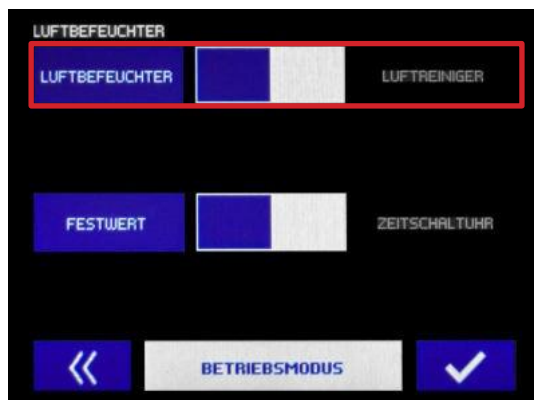 LUFTBEFEUCHTER
LUFTBEFEUCHTER LUFTREINIGER
FESTWERT ZEITSCHALTUHR
BETRIEBSMODUS